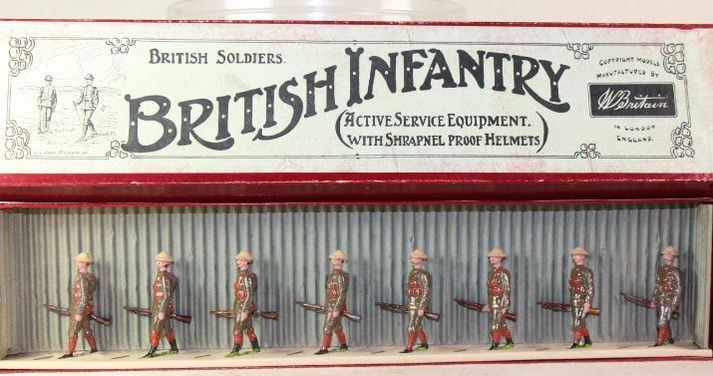 BRITISH SOLDIERS.
BRITISH INFANTRY
(ACTIVE SERVICE EQUIPMENT.
WITH SHRAPNEL PROOF HELMETS)
COPYRIGHT MODELS
MANUFACTURED BY
W Britain
IN LONDON
ENGLAND.